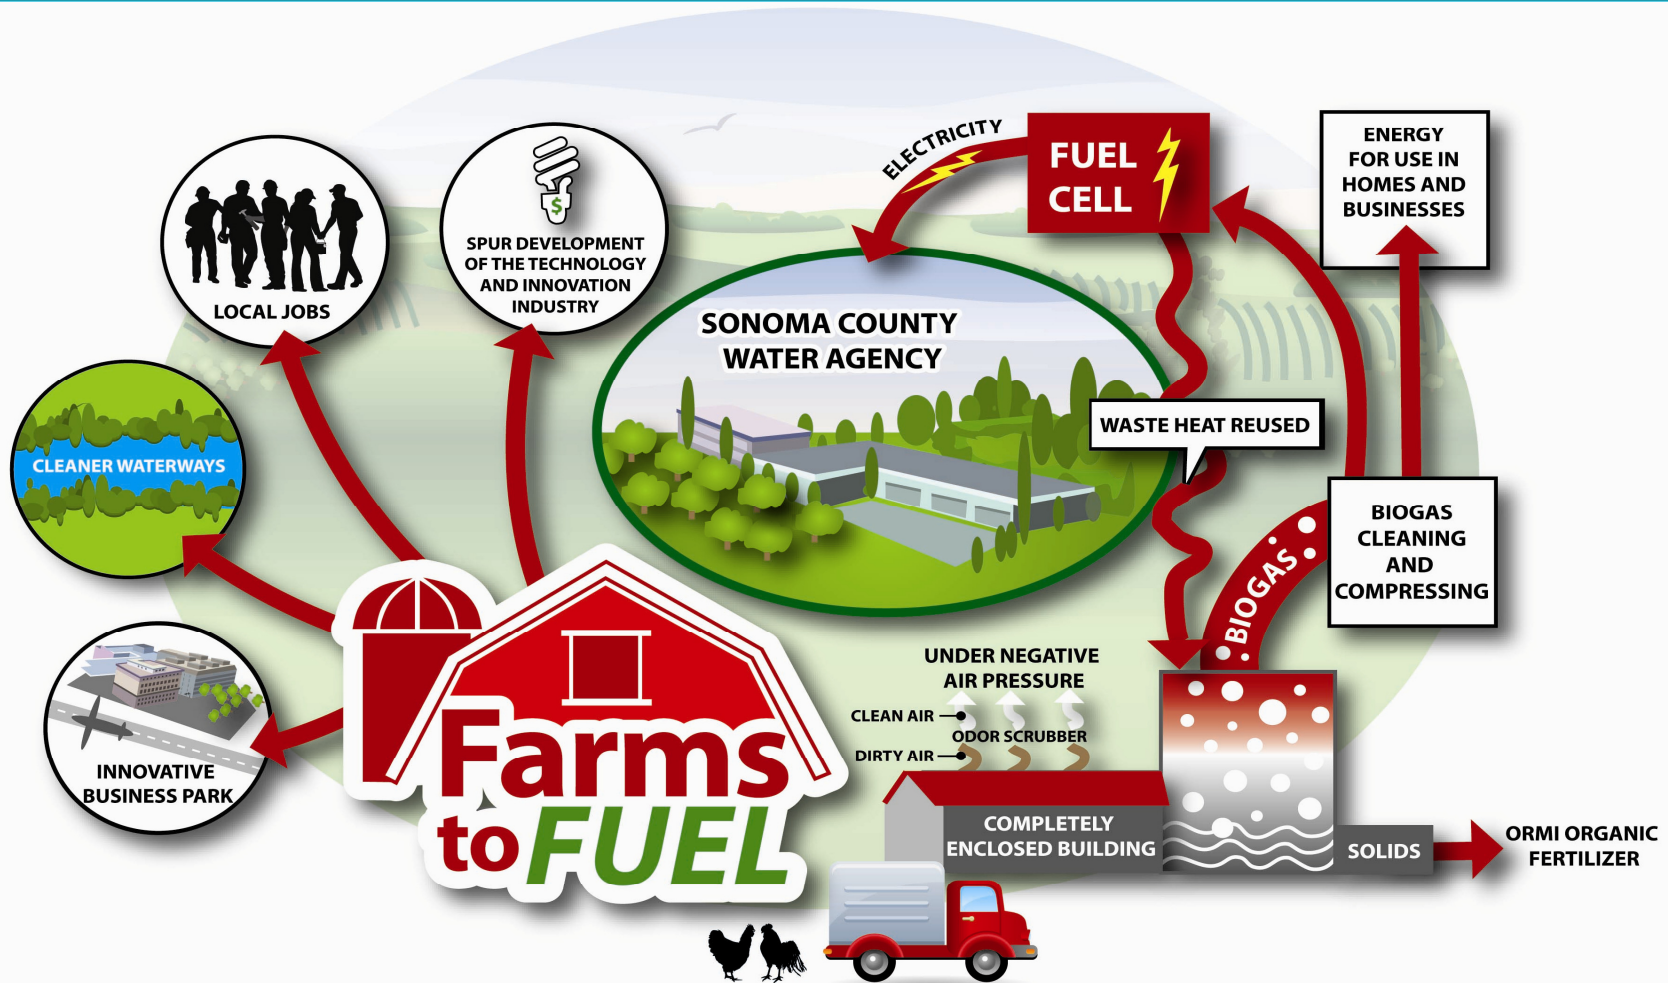 LOCAL JOBS
$
SPUR DEVELOPMENT
OF THE TECHNOLOGY
AND INNOVATION
INDUSTRY
ELECTRICITY
FUEL
CELL
ENERGY
FOR USE IN
HOMES AND
BUSINESSES
SONOMA COUNTY
WATER AGENCY
WASTE HEAT REUSED
CLEANER WATERWAYS
BIOGAS
CLEANING
AND
COMPRESSING
BIOGAS
INNOVATIVE
BUSINESS PARK
Farms
to FUEL
UNDER NEGATIVE
AIR PRESSURE
CLEAN AIR
ODOR SCRUBBER
DIRTY AIR
COMPLETELY
ENCLOSED BUILDING
SOLIDS
ORMI ORGANIC
FERTILIZER